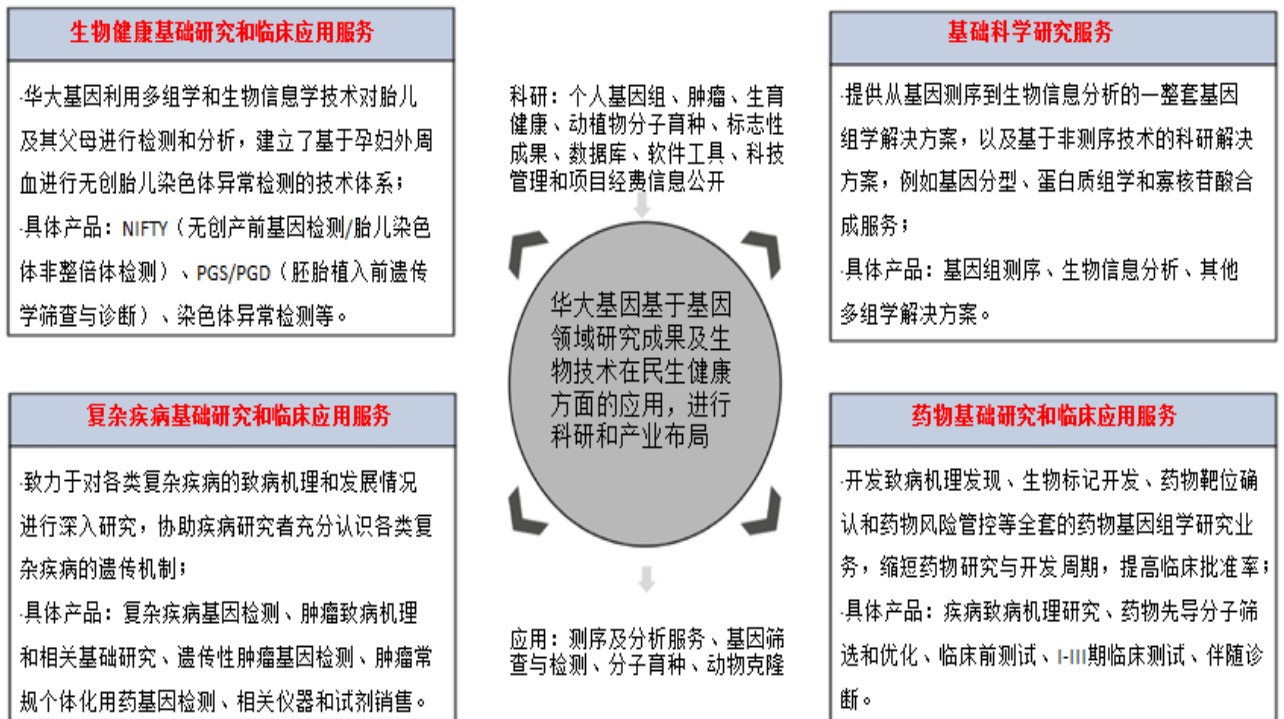 生物健康基础研究和临床应用服务
·华大基因利用多组学和生物信息学技术对胎儿
及其父母进行检测和分析，建立了基于孕妇外周
血进行无创胎儿染色体异常检测的技术体系；
·具体产品：NIFTY（无创产前基因检测/胎儿染色
体非整倍体检测）、PGS/PGD（胚胎植入前遗传
学筛查与诊断）、染色体异常检测等。
科研：个人基因组、肿瘤、生育
健康、动植物分子育种、标志性
成果、数据库、软件工具、科技
管理和项目经费信息公开
基础科学研究服务
·提供从基因测序到生物信息分析的一整套基因
组学解决方案，以及基于非测序技术的科研解决
方案，例如基因分型、蛋白质组学和寡核苷酸合
成服务；
·具体产品：基因组测序、生物信息分析、其他
多组学解决方案。
华大基因基于基因
领域研究成果及生
物技术在民生健康
方面的应用，进行
科研和产业布局
复杂疾病基础研究和临床应用服务
·致力于对各类复杂疾病的致病机理和发展情况
进行深入研究，协助疾病研究者充分认识各类复
杂疾病的遗传机制；
·具体产品：复杂疾病基因检测、肿瘤致病机理
和相关基础研究、遗传性肿瘤基因检测、肿瘤常
规个体化用药基因检测、相关仪器和试剂销售。
应用：测序及分析服务、基因筛
查与检测、分子育种、动物克隆
药物基础研究和临床应用服务
·开发致病机理发现、生物标记开发、药物靶位确
认和药物风险管控等全套的药物基因组学研究业
务，缩短药物研究与开发周期，提高临床批准率；
·具体产品：疾病致病机理研究、药物先导分子筛
选和优化、临床前测试、I-III期临床测试、伴随诊
断。